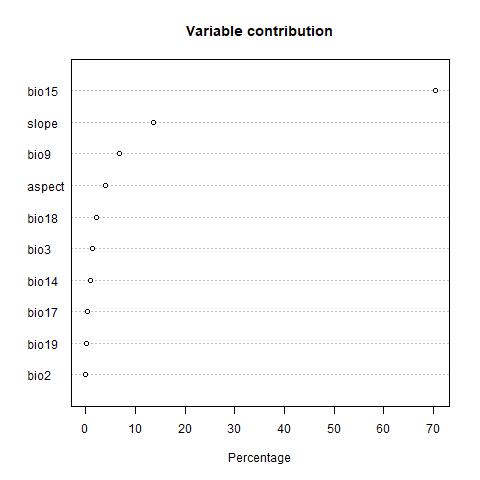 Variable contribution
bio15
slope
bio9
aspect
bio18
bio3
bio14
bio17
bio19
bio2
0 10 20 30 40 50 60 70
Percentage